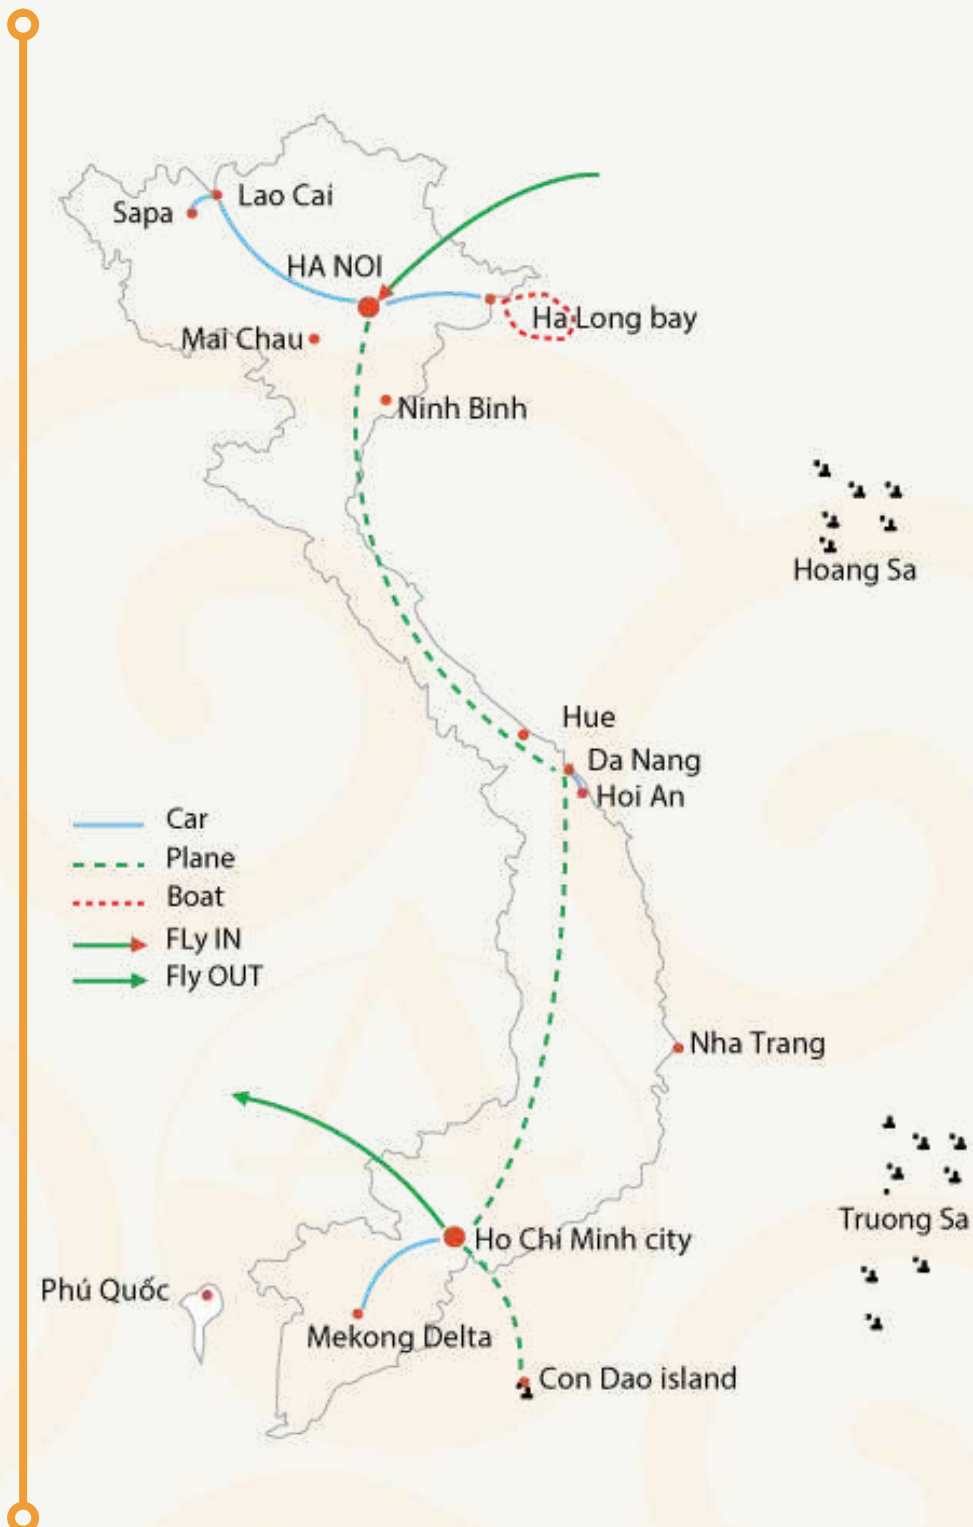 Lao Cai
Sapa
HA NOI
Ha Long bay
Mai Chau
Ninh Binh
Hoang Sa
Hue
Da Nang
Hoi An
Car
Plane
Boat
FLy IN
Fly OUT
Nha Trang
Truong Sa
Ho Chi Minh city
Phú Quốc
Mekong Delta
Con Dao island